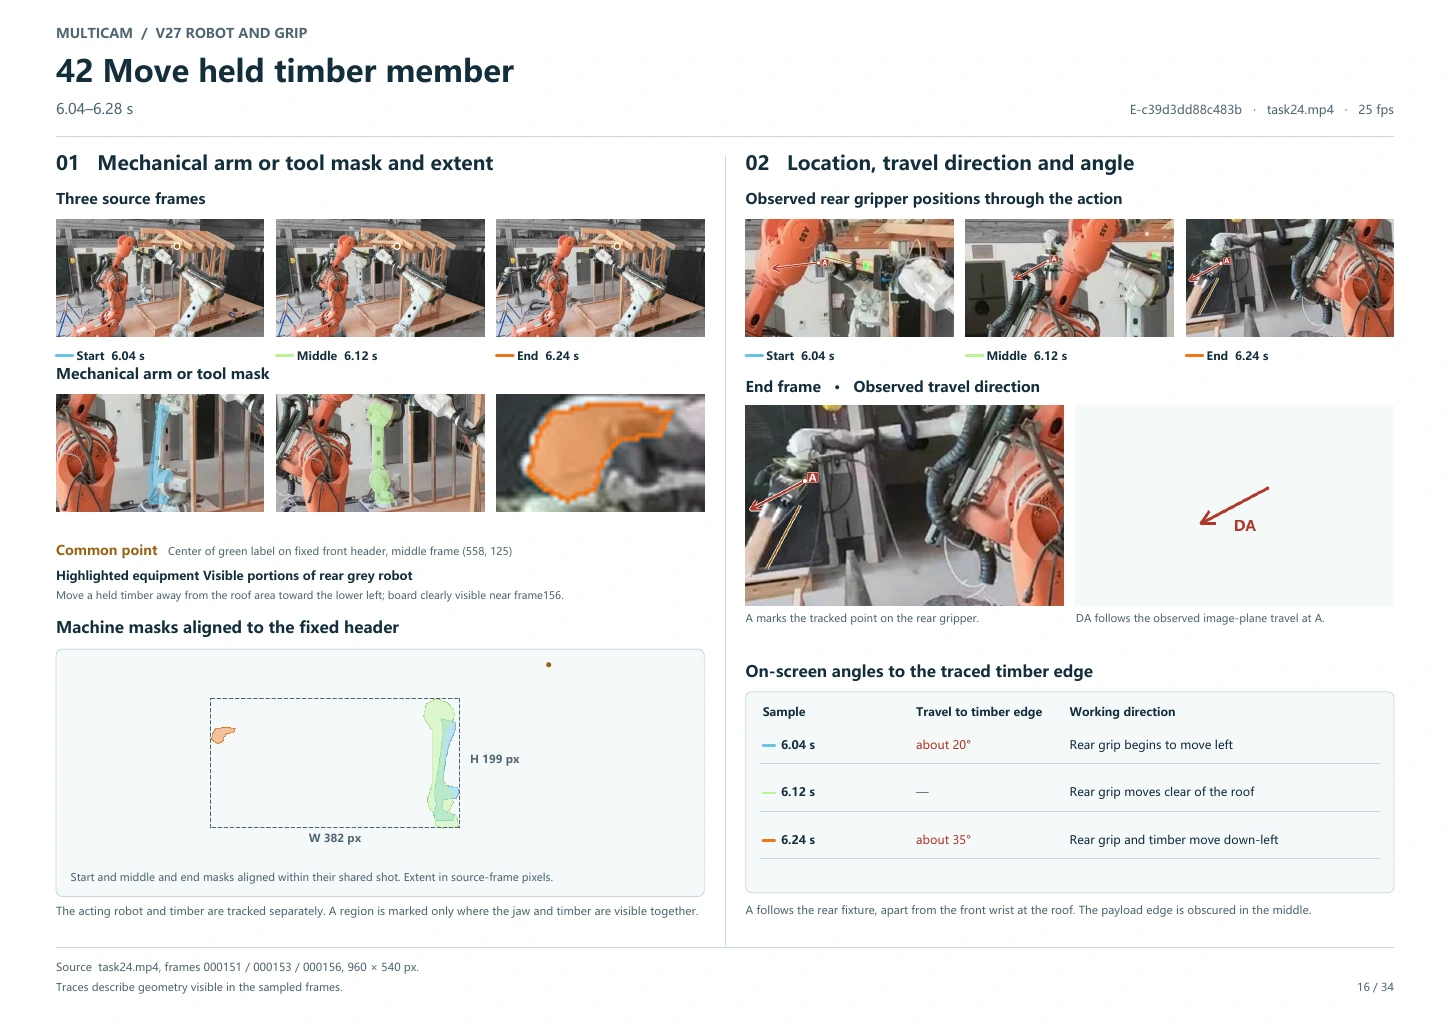 MULTICAM / V27 ROBOT AND GRIP
42 Move held timber member
6.04–6.28 s
E-c39d3dd88c483b · task24.mp4 · 25 fps
01 Mechanical arm or tool mask and extent
Three source frames
Start 6.04 s
Middle 6.12 s
End 6.24 s
Mechanical arm or tool mask
Common point Center of green label on fixed front header, middle frame (558, 125)
Highlighted equipment Visible portions of rear grey robot
Move a held timber away from the roof area toward the lower left; board clearly visible near frame156.
Machine masks aligned to the fixed header
H 199 px
W 382 px
Start and middle and end masks aligned within their shared shot. Extent in source-frame pixels.
The acting robot and timber are tracked separately. A region is marked only where the jaw and timber are visible together.
02 Location, travel direction and angle
Observed rear gripper positions through the action
ABB
A
A
ABB
A
Start 6.04 s
Middle 6.12 s
End 6.24 s
End frame • Observed travel direction
A
DA
A marks the tracked point on the rear gripper.
DA follows the observed image-plane travel at A.
On-screen angles to the traced timber edge
Sample Travel to timber edge Working direction
6.04 s about 20° Rear grip begins to move left
6.12 s — Rear grip moves clear of the roof
6.24 s about 35° Rear grip and timber move down-left
A follows the rear fixture, apart from the front wrist at the roof. The payload edge is obscured in the middle.
Source task24.mp4, frames 000151 / 000153 / 000156, 960 × 540 px.
Traces describe geometry visible in the sampled frames.
16 / 34